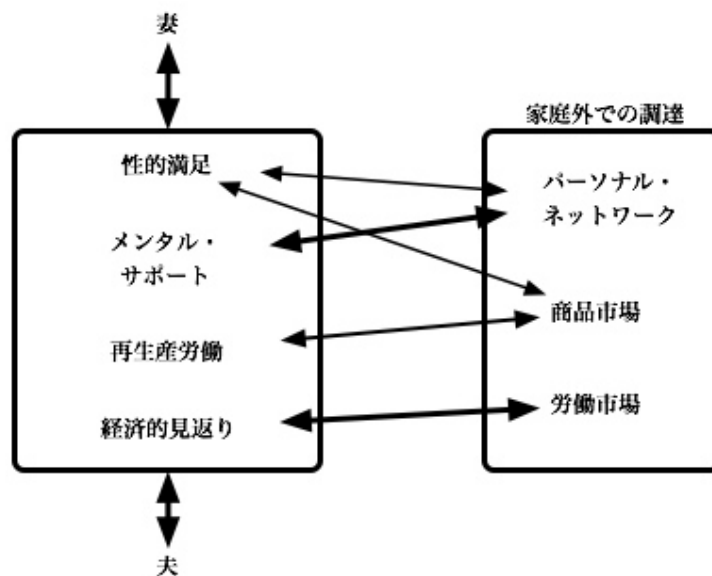 妻
家庭外での調達
性的満足
メンタル・
サポート
再生産労働
経済的見返り
パーソナル・
ネットワーク
商品市場
労働市場
夫